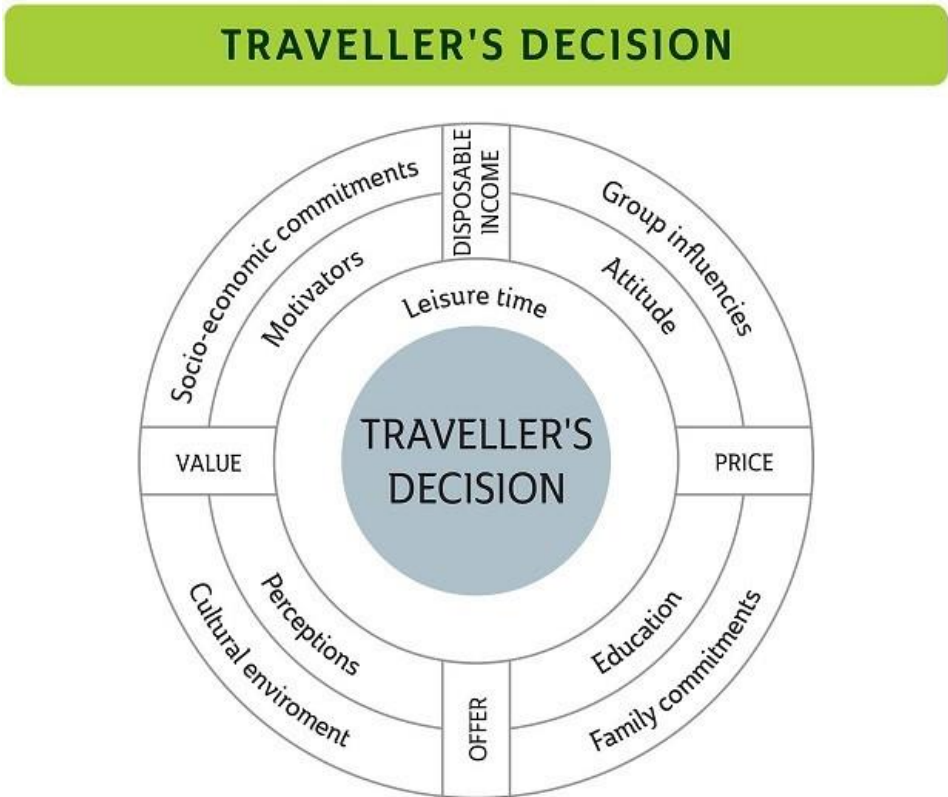 TRAVELLER'S DECISION
Socio-economic commitments
DISPOSABLE
INCOME
Group influencies
Motivators
Attitude
Leisure time
TRAVELLER'S
DECISION
VALUE
PRICE
Perceptions
Education
Cultural enviroment
OFFER
Family commitments